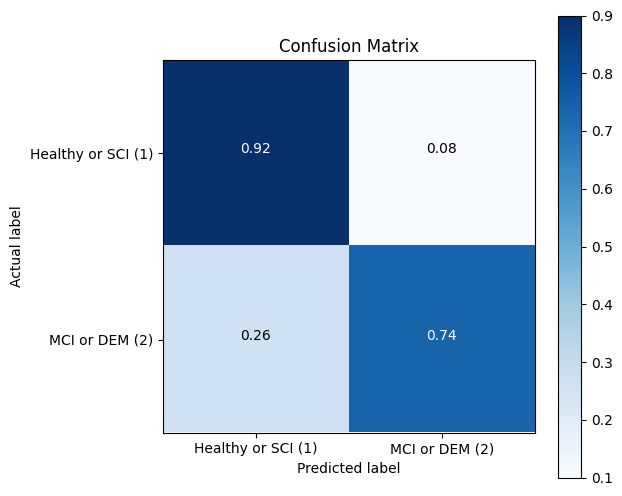 Confusion Matrix
Actual label
Healthy or SCI (1)
0.92
0.08
MCI or DEM (2)
0.26
0.74
Healthy or SCI (1)
MCI or DEM (2)
Predicted label
0.9
0.8
0.7
0.6
0.5
0.4
0.3
0.2
0.1